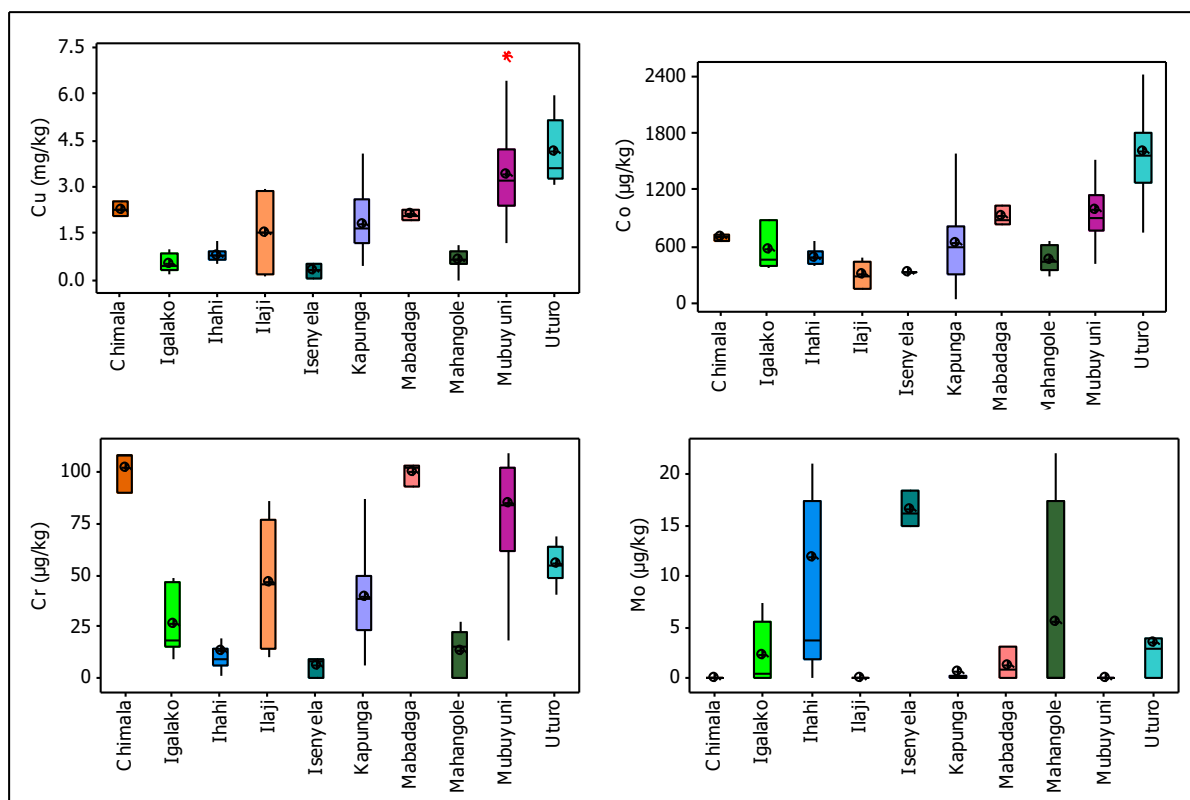 Cu (mg/kg)
7.5
6.0
4.5
3.0
1.5
0.0
Chimala
Igalako
Ihahi
Ilaji
Isenyela
Kapunga
Mabadaga
Mahangole
Mubuyuni
Uturo
Co (µg/kg)
2400
1800
1200
600
0
Chimala
Igalako
Ihahi
Ilaji
Isenyela
Kapunga
Mabadaga
Mahangole
Mubuyuni
Uturo
Cr (µg/kg)
100
75
50
25
0
Chimala
Igalako
Ihahi
Ilaji
Isenyela
Kapunga
Mabadaga
Mahangole
Mubuyuni
Uturo
Mo (µg/kg)
20
15
10
5
0
Chimala
Igalako
Ihahi
Ilaji
Isenyela
Kapunga
Mabadaga
Mahangole
Mubuyuni
Uturo